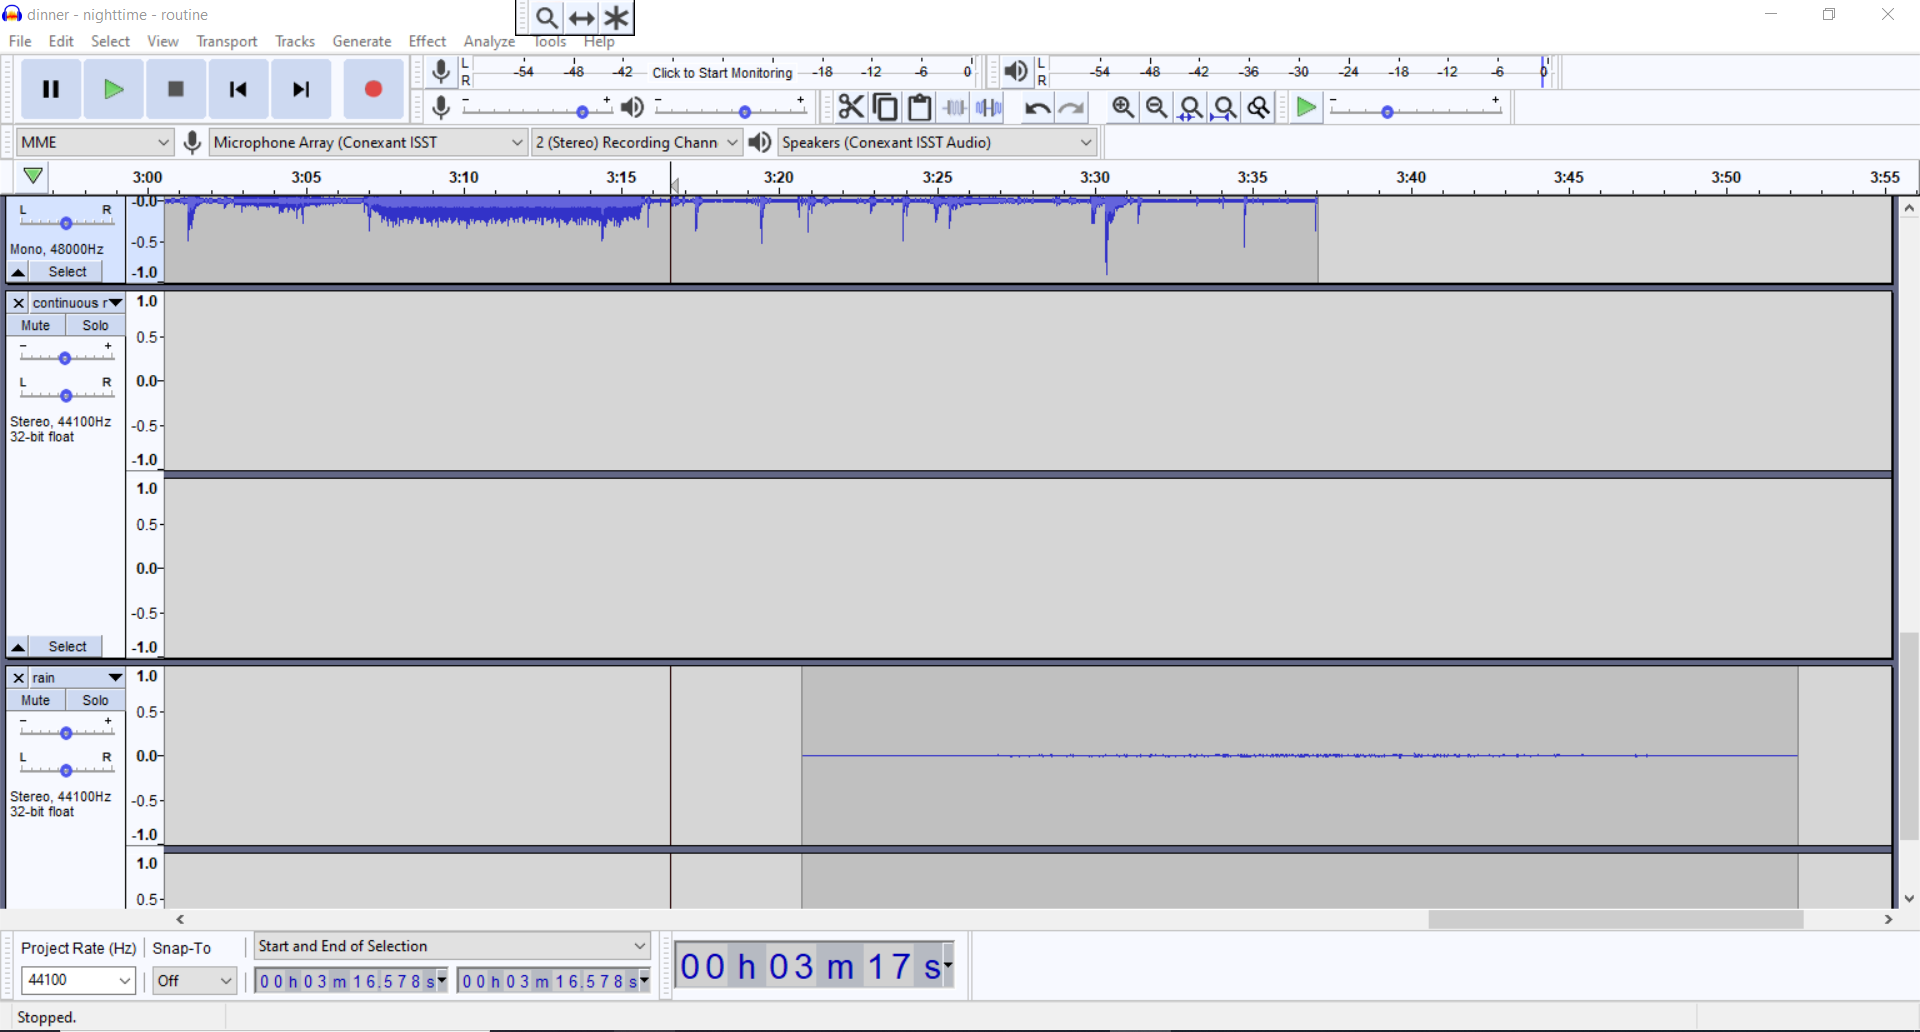 dinner - nighttime - routine
File Edit Select View Transport Tracks Generate Effect Analyze Tools Help
L R -54 -48 -42 Click to Start Monitoring -18 -12 -6 0
L R -54 -48 -42 -36 -30 -24 -18 -12 -6 0
- + - + - +
MME Microphone Array (Conexant ISST 2 (Stereo) Recording Chann Speakers (Conexant ISST Audio)
3:00 3:05 3:10 3:15 3:20 3:25 3:30 3:35 3:40 3:45 3:50 3:55
L R -0.0
Mono, 48000Hz -0.5
Select -1.0
continuous r 1.0
Mute Solo
- + 0.5
L R 0.0
Stereo, 44100Hz -0.5
32-bit float
-1.0
1.0
0.5
0.0
-0.5
Select -1.0
rain 1.0
Mute Solo
- + 0.5
L R 0.0
Stereo, 44100Hz -0.5
32-bit float
-1.0
1.0
0.5
Project Rate (Hz) Snap-To Start and End of Selection
44100 Off 00 h 03 m 16.578 s 00 h 03 m 16.578 s
00 h 03 m 17 s
Stopped.